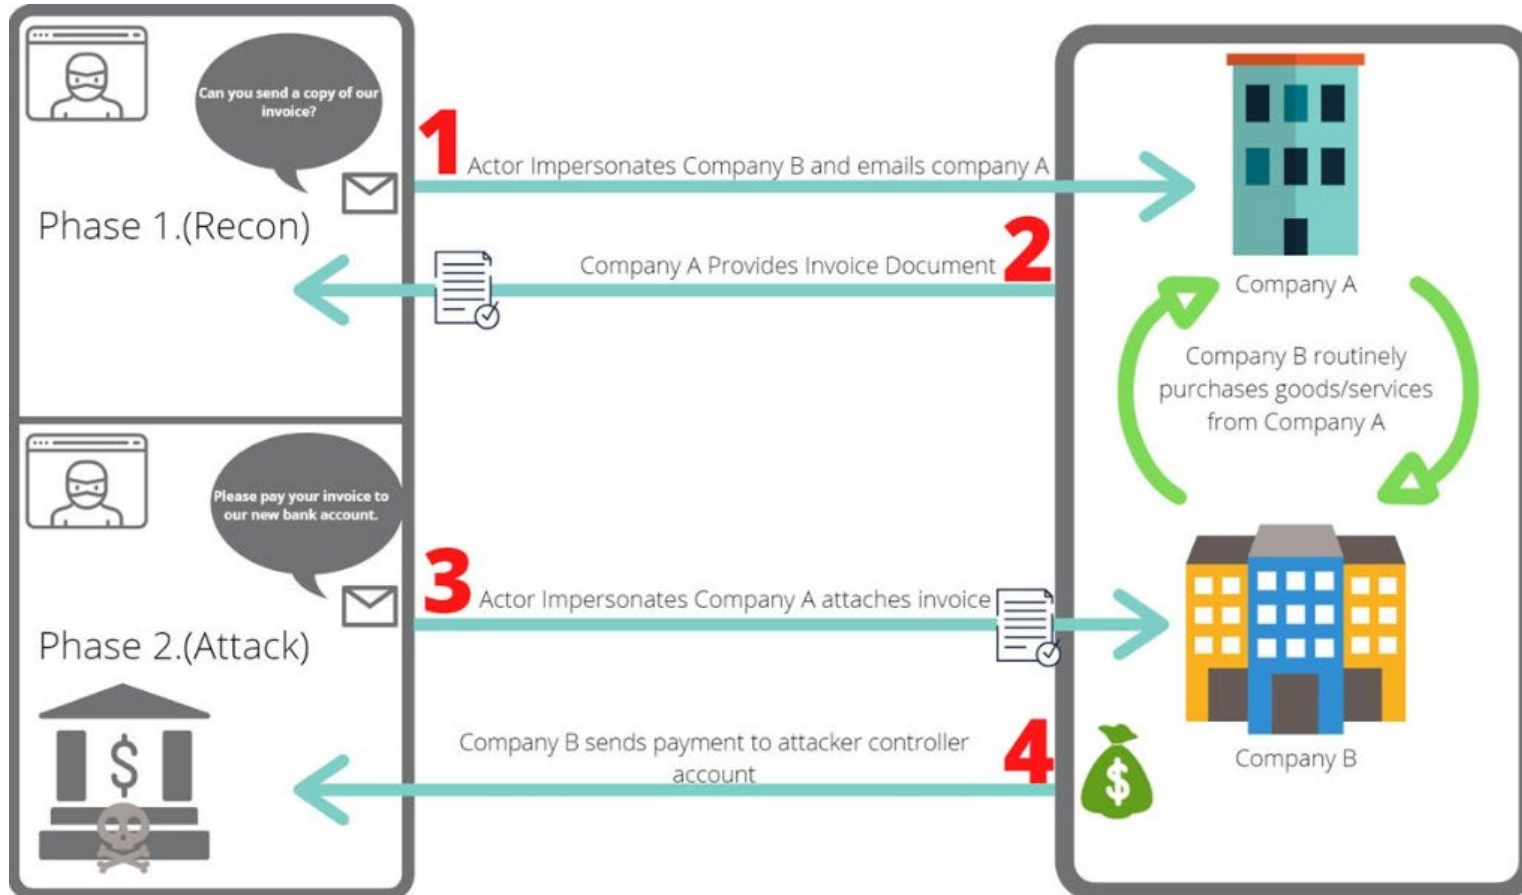 Can you send a copy of our
invoice?
1
Actor Impersonates Company B and emails company A
Phase 1.(Recon)
2
Company A Provides Invoice Document
Company A
Company B routinely
purchases goods/services
from Company A
Please pay your invoice to
our new bank account.
3
Actor Impersonates Company A attaches invoice
Phase 2.(Attack)
$
4
Company B sends payment to attacker controller
account
$
Company B